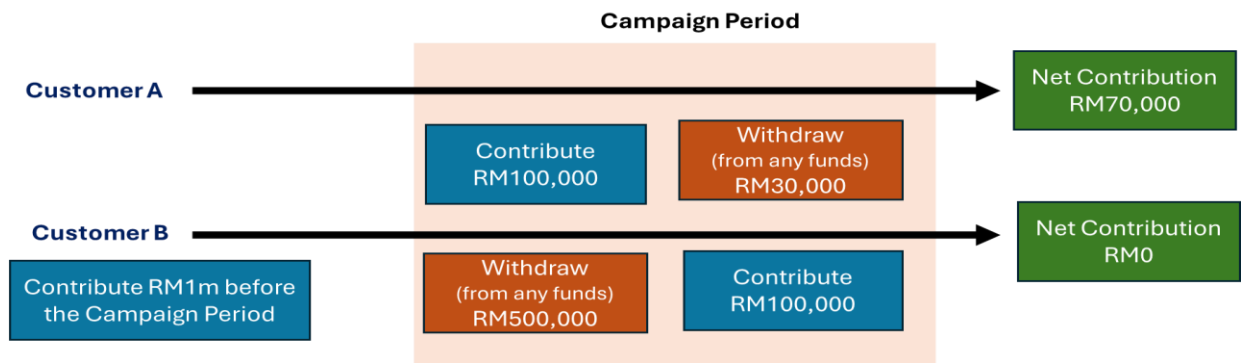 Campaign Period
Customer A
Net Contribution
RM70,000
Contribute
RM100,000
Withdraw
(from any funds)
RM30,000
Customer B
Net Contribution
RM0
Contribute RM1m before
the Campaign Period
Withdraw
(from any funds)
RM500,000
Contribute
RM100,000